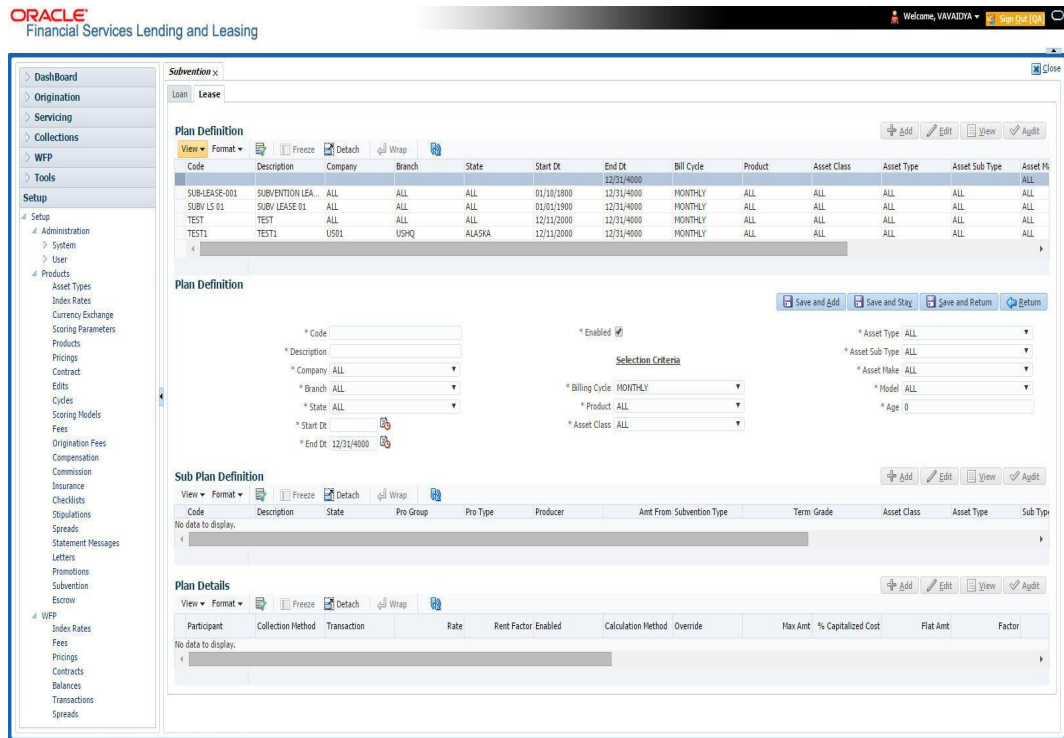 ORACLE'
Financial Services Lending and Leasing
Welcome, VAVAIDYA
Sign Out [QA]
DashBoard
Origination
Servicing
Collections
WFP
Tools
Setup
Setup
Administration
System
User
Products
Asset Types
Index Rates
Currency Exchange
Scoring Parameters
Products
Pricings
Contract
Edits
Cycles
Scoring Models
Fees
Origination Fees
Compensation
Commission
Insurance
Checklists
Stipulations
Spreads
Statement Messages
Letters
Promotions
Subvention
Escrow
WFP
Index Rates
Fees
Pricings
Contracts
Balances
Transactions
Spreads
Subvention x
Close
Loan Lease
Plan Definition
Add Edit View Audit
View Format Freeze Detach Wrap
Code Description Company Branch State Start Dt End Dt Bill Cycle Product Asset Class Asset Type Asset Sub Type Asset M
12/31/4000 ALL
SUB-LEASE-001 SUBVENTION LEA... ALL ALL ALL 01/10/1800 12/31/4000 MONTHLY ALL ALL ALL ALL ALL
SUBV LS 01 SUBV LEASE 01 ALL ALL ALL 01/01/1900 12/31/4000 MONTHLY ALL ALL ALL ALL ALL
TEST TEST ALL ALL ALL 12/11/2000 12/31/4000 MONTHLY ALL ALL ALL ALL ALL
TEST1 TEST1 US01 USHQ ALASKA 12/11/2000 12/31/4000 MONTHLY ALL ALL ALL ALL ALL
Plan Definition
Save and Add Save and Stay Save and Return Return
* Code
* Description
* Company ALL
* Branch ALL
* State ALL
* Start Dt
* End Dt 12/31/4000
* Enabled
Selection Criteria
* Billing Cycle MONTHLY
* Product ALL
* Asset Class ALL
* Asset Type ALL
* Asset Sub Type ALL
* Asset Make ALL
* Model ALL
* Age 0
Sub Plan Definition
Add Edit View Audit
View Format Freeze Detach Wrap
Code Description State Pro Group Pro Type Producer Amt From Subvention Type Term Grade Asset Class Asset Type Sub Type
No data to display.
Plan Details
Add Edit View Audit
View Format Freeze Detach Wrap
Participant Collection Method Transaction Rate Rent Factor Enabled Calculation Method Override Max Amt % Capitalized Cost Flat Amt Factor
No data to display.